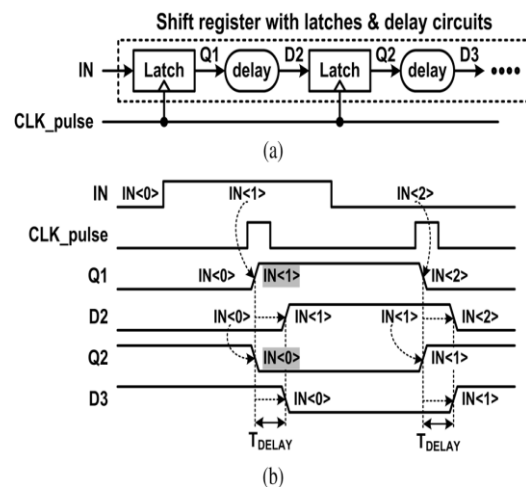 Shift register with latches & delay circuits
IN Latch Q1 delay D2 Latch Q2 delay D3
CLK_pulse
(a)
IN IN<0> IN<1> IN<2>
CLK_pulse
Q1 IN<0> IN<1> IN<2>
D2 IN<0> IN<1> IN<1> IN<2>
Q2 IN<0> IN<0> IN<1> IN<1>
D3 IN<0> IN<1>
TDELAY TDELAY
(b)